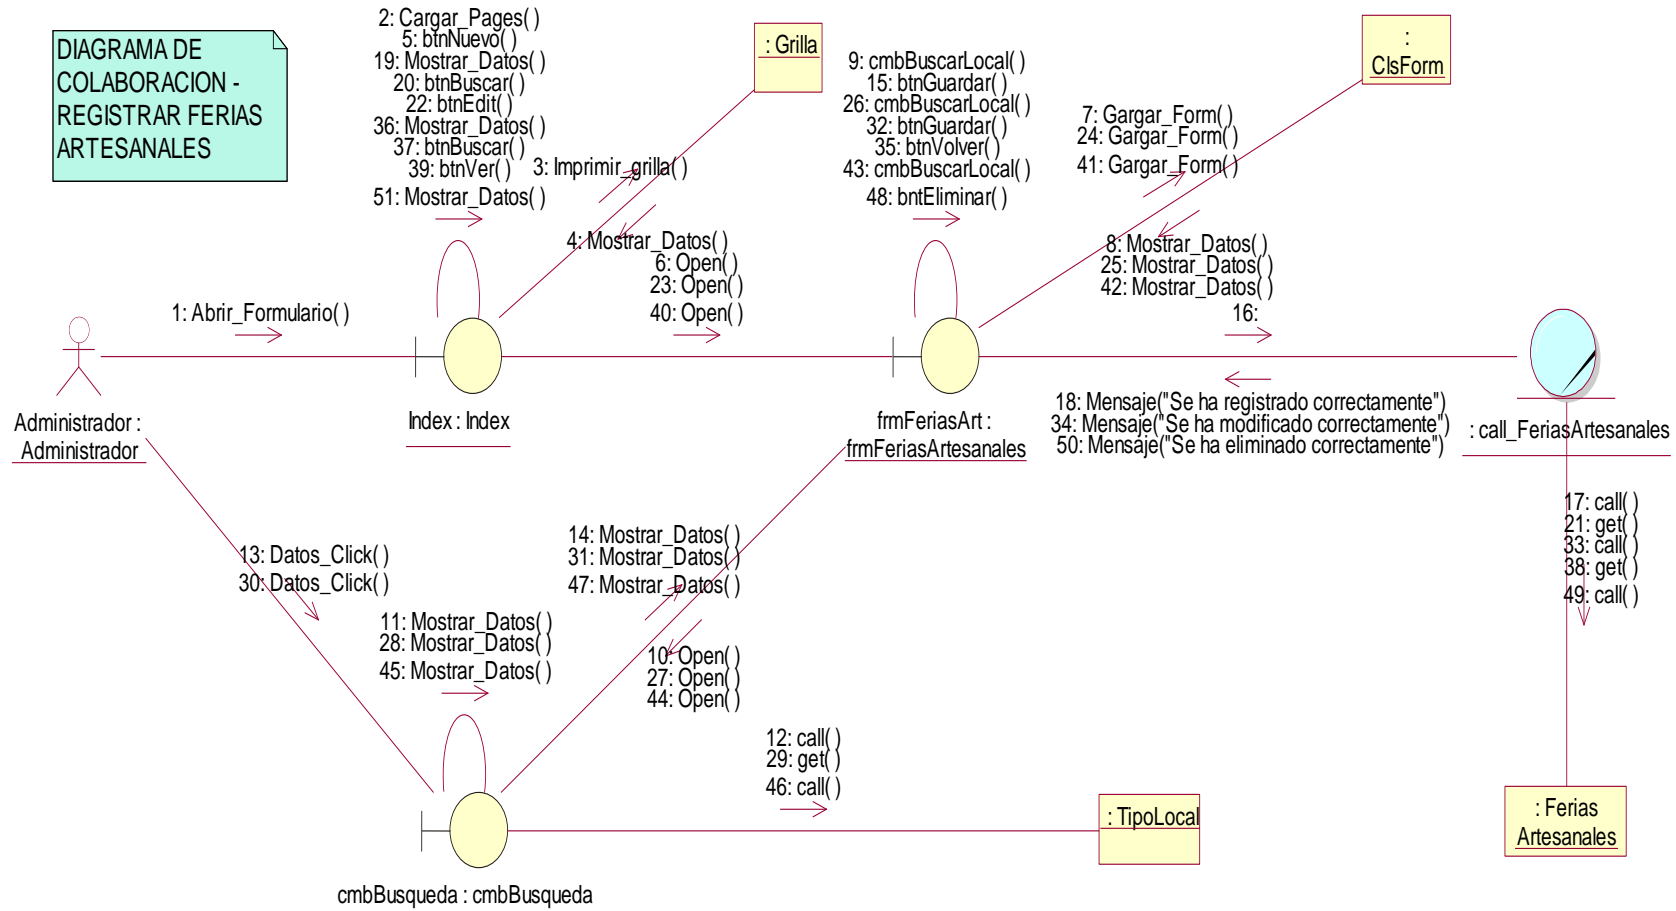 DIAGRAMA DE
COLABORACION -
REGISTRAR FERIAS
ARTESANALES
2: Cargar_Pages( )
5: btnNuevo( )
19: Mostrar_Datos( )
20: btnBuscar( )
22: btnEdit( )
36: Mostrar_Datos( )
37: btnBuscar( )
39: btnVer( )
51: Mostrar_Datos( )
: Grilla
3: Imprimir_grilla( )
4: Mostrar_Datos( )
6: Open( )
23: Open( )
40: Open( )
9: cmbBuscarLocal( )
15: btnGuardar( )
26: cmbBuscarLocal( )
32: btnGuardar( )
35: btnVolver( )
43: cmbBuscarLocal( )
48: bntEliminar( )
:
ClsForm
7: Gargar_Form( )
24: Gargar_Form( )
41: Gargar_Form( )
8: Mostrar_Datos( )
25: Mostrar_Datos( )
42: Mostrar_Datos( )
16:
1: Abrir_Formulario( )
Administrador :
Administrador
Index : Index
frmFeriasArt :
frmFeriasArtesanales
18: Mensaje("Se ha registrado correctamente")
34: Mensaje("Se ha modificado correctamente")
50: Mensaje("Se ha eliminado correctamente")
: call_FeriasArtesanales
17: call( )
21: get( )
33: call( )
38: get( )
49: call( )
13: Datos_Click( )
30: Datos_Click( )
14: Mostrar_Datos( )
31: Mostrar_Datos( )
47: Mostrar_Datos( )
11: Mostrar_Datos( )
28: Mostrar_Datos( )
45: Mostrar_Datos( )
10: Open( )
27: Open( )
44: Open( )
12: call( )
29: get( )
46: call( )
: TipoLocal
: Ferias
Artesanales
cmbBusqueda : cmbBusqueda